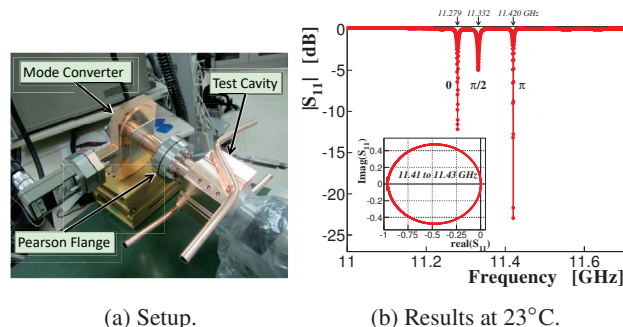 Mode Converter
Test Cavity
Pearson Flange
(a) Setup.
11.279 11.332 11.420 GHz
|S11| [dB]
0
-5
-10
-15
-20
-25
0 π/2 π
Imag(S11)
0.4
0.2
0
-0.2
-0.4
11.41 to 11.43 GHz
-1 -0.75 -0.5 -0.25 0
real(S11)
11 11.2 11.4 11.6
Frequency [GHz]
(b) Results at 23°C.